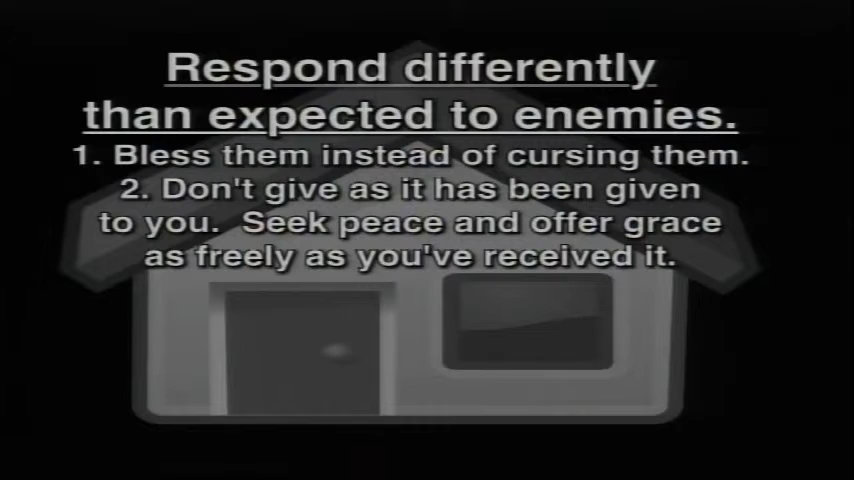 Respond differently
than expected to enemies.
1. Bless them instead of cursing them.
2. Don't give as it has been given
to you.  Seek peace and offer grace
as freely as you've received it.